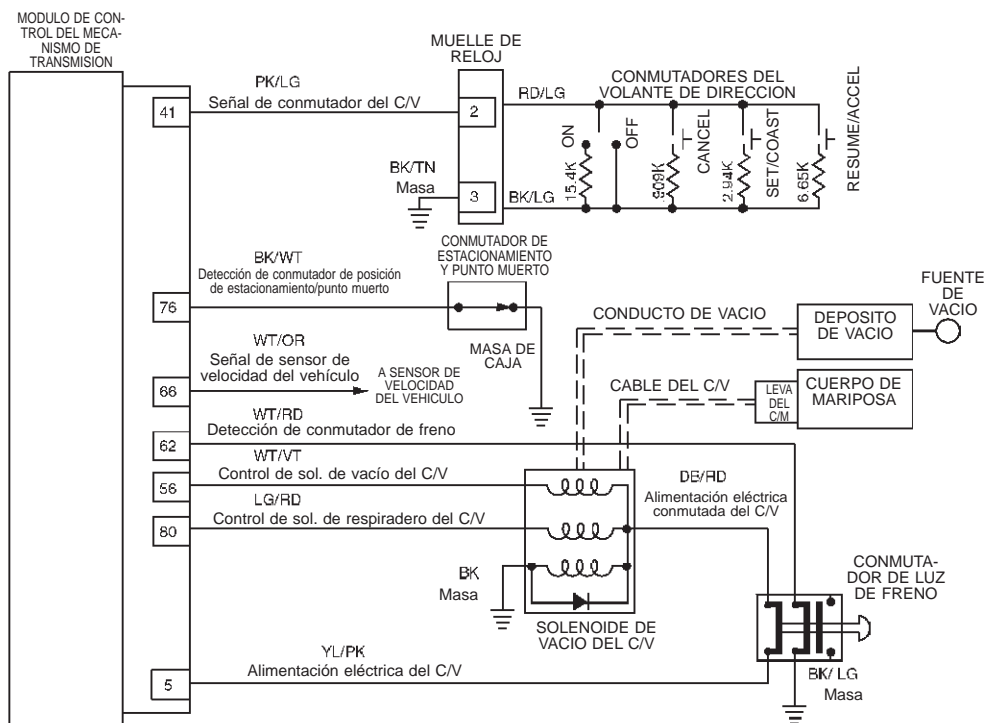 MODULO DE CON-
TROL DEL MECA-
NISMO DE
TRANSMISION
41
PK/LG
Señal de conmutador del C/V
MUELLE DE
RELOJ
2
3
BK/TN
Masa
RD/LG
BK/LG
CONMUTADORES DEL
VOLANTE DE DIRECCION
ON
15.4K
OFF
.909K
CANCEL
2.94K
SET/COAST
6.65K
RESUME/ACCEL
76
BK/WT
Detección de conmutador de posición
de estacionamiento/punto muerto
CONMUTADOR DE
ESTACIONAMIENTO
Y PUNTO MUERTO
MASA DE
CAJA
66
WT/OR
Señal de sensor de
velocidad del vehículo
A SENSOR DE
VELOCIDAD
DEL VEHICULO
CONDUCTO DE VACIO
DEPOSITO
DE VACIO
FUENTE
DE
VACIO
CABLE DEL C/V
LEVA
DEL
C/M
CUERPO DE
MARIPOSA
62
WT/RD
Detección de conmutador de freno
56
WT/VT
Control de sol. de vacío del C/V
80
LG/RD
Control de sol. de respiradero del C/V
BK
Masa
SOLENOIDE DE
VACIO DEL C/V
DB/RD
Alimentación eléctrica
conmutada del C/V
CONMUTA-
DOR DE LUZ
DE FRENO
BK/ LG
Masa
5
YL/PK
Alimentación eléctrica del C/V